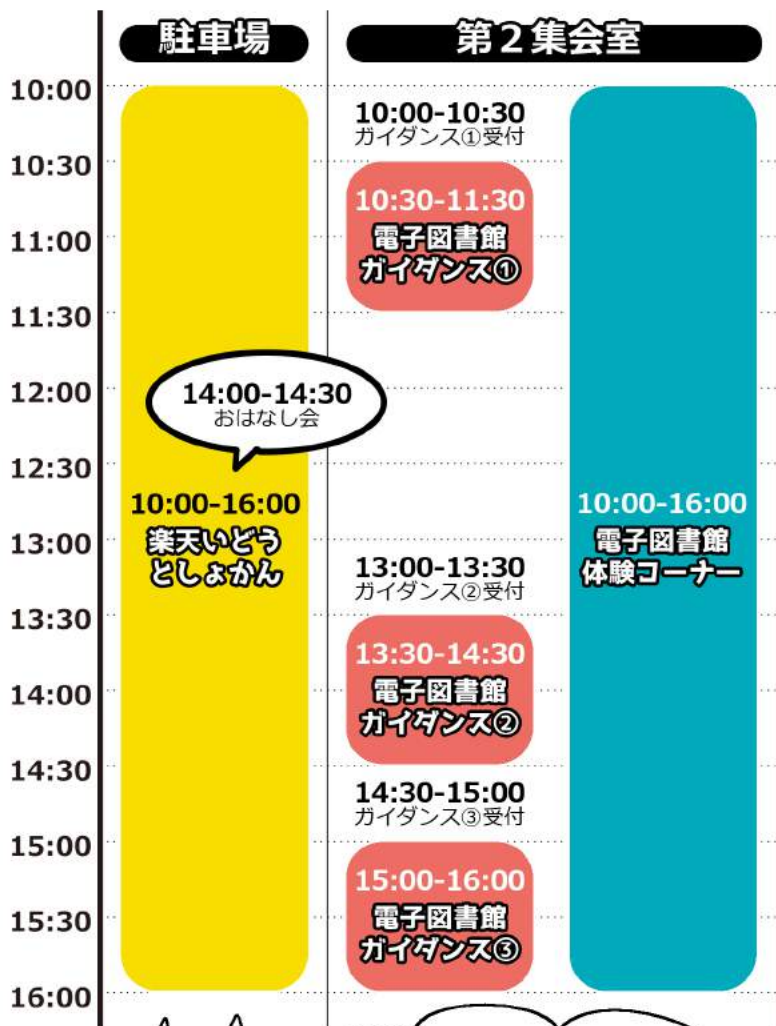 駐車場
第２集会室
10:00
10:30
11:00
11:30
12:00
12:30
13:00
13:30
14:00
14:30
15:00
15:30
16:00
14:00-14:30
おはなし会
10:00-16:00
楽天いどう
としょかん
10:00-10:30
ガイダンス①受付
10:30-11:30
電子図書館
ガイダンス①
13:00-13:30
ガイダンス②受付
13:30-14:30
電子図書館
ガイダンス②
14:30-15:00
ガイダンス③受付
15:00-16:00
電子図書館
ガイダンス③
10:00-16:00
電子図書館
体験コーナー